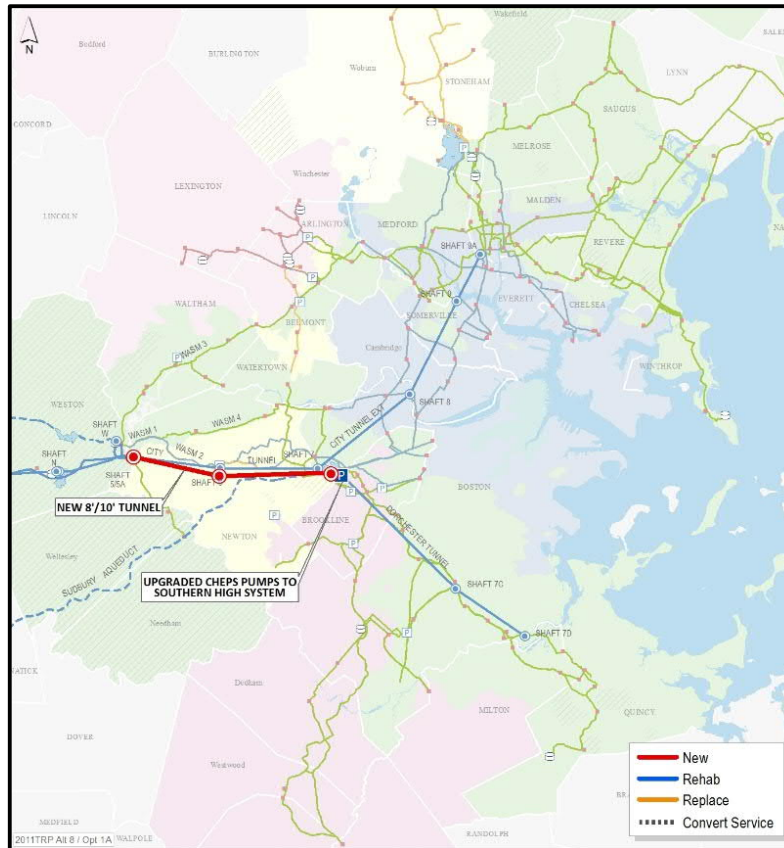 N
Bedford
BURLINGTON
Woburn
STONEHAM
Wakefield
LYNN
SAUGUS
CONCORD
LEXINGTON
Winchester
MELROSE
LINCOLN
ARLINGTON
MEDFORD
MALDEN
REVERE
SHAFT 9A
WALTHAM
BELMONT
SHAFT 9
SOMERVILLE
EVERETT
CHELSEA
Cambridge
WINTHROP
WASM 3
WATERTOWN
WESTON
SHAFT 8
SHAFT
W
WASM 1
WASM 4
CITY TUNNEL EXT
CITY
WASM 2
TUNNEL
SHAFT 7
SHAFT
N
SHAFT
5/5A
SHAFT
P
BOSTON
NEW 8'/10' TUNNEL
NEWTON
BROOKLINE
DORCHESTER TUNNEL
Wellesley
SUDBURY AQUEDUCT
UPGRADED CHEPS PUMPS TO
SOUTHERN HIGH SYSTEM
SHAFT 7C
Needham
SHAFT 7D
NATICK
Dedham
MILTON
QUINCY
DOVER
Westwood
New
Rehab
Replace
Convert Service
MEDFIELD
WALPOLE
RANDOLPH
2011TRP Alt 8 / Opt 1A